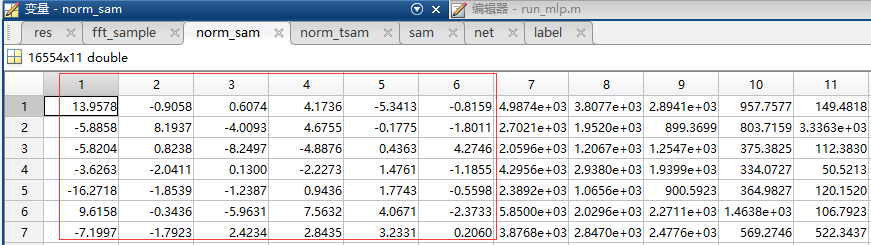 变量 - norm_sam 编辑器 - run_mlp.m
res fft_sample norm_sam norm_tsam sam net label
16554x11 double
1 2 3 4 5 6 7 8 9 10 11
1 13.9578 -0.9058 0.6074 4.1736 -5.3413 -0.8159 4.9874e+03 3.8077e+03 2.8941e+03 957.7577 149.4818
2 -5.8858 8.1937 -4.0093 4.6755 -0.1775 -1.8011 2.7021e+03 1.9520e+03 899.3699 803.7159 3.3363e+03
3 -5.8204 0.8238 -8.2497 -4.8876 0.4363 4.2746 2.0596e+03 1.2067e+03 1.2547e+03 375.3825 112.3830
4 -3.6263 -2.0411 0.1300 -2.2273 1.4761 -1.1855 4.2956e+03 2.9380e+03 1.9399e+03 334.0727 50.5213
5 -16.2718 -1.8539 -1.2387 0.9436 1.7743 -0.5598 2.3892e+03 1.0656e+03 900.5923 364.9827 120.1520
6 9.6158 -0.3436 -5.9631 7.5632 4.0671 -2.3733 5.8500e+03 2.0296e+03 2.2711e+03 1.4638e+03 106.7923
7 -7.1997 -1.7923 2.4234 2.8435 3.2331 0.2060 3.8768e+03 2.8470e+03 2.4776e+03 569.2746 522.3437